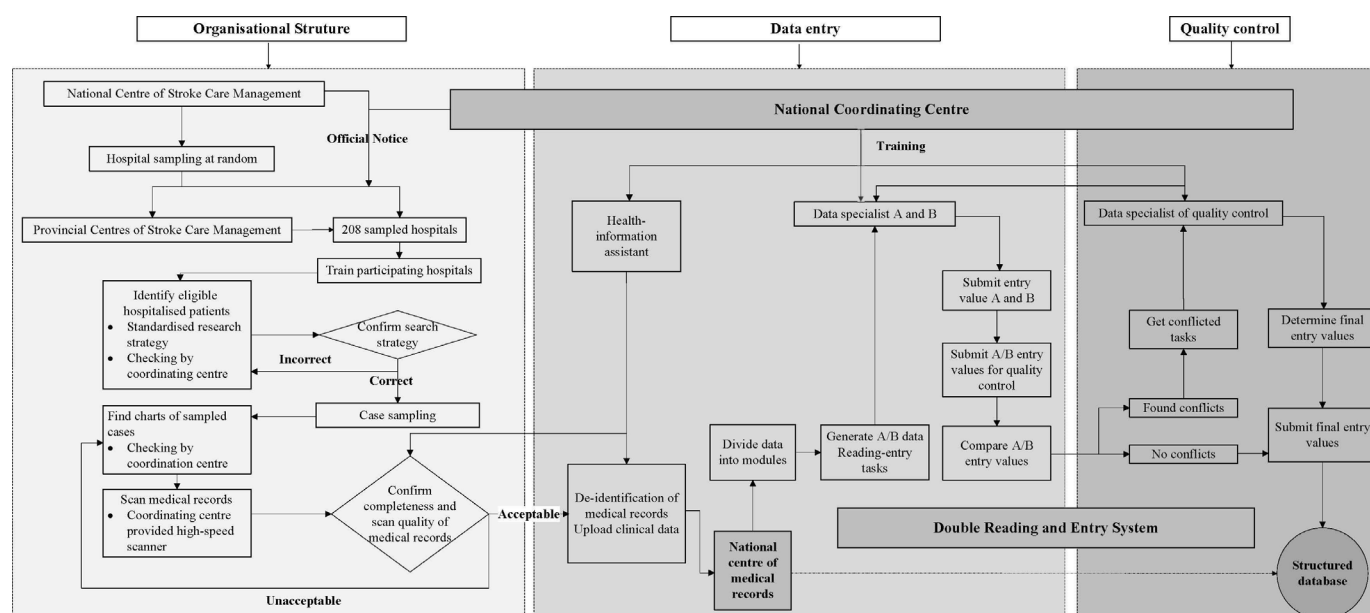 Organisational Struture
Data entry
Quality control
National Centre of Stroke Care Management
National Coordinating Centre
Official Notice
Training
Hospital sampling at random
Provincial Centres of Stroke Care Management
208 sampled hospitals
Train participating hospitals
Identify eligible
hospitalised patients
• Standardised research
strategy
• Checking by
coordinating centre
Confirm search
strategy
Incorrect
Correct
Case sampling
Find charts of sampled
cases
• Checking by
coordination centre
Scan medical records
• Coordinating centre
provided high-speed
scanner
Confirm
completeness and
scan quality of
medical records
Acceptable
Unacceptable
Health-
information
assistant
De-identification of
medical records
Upload clinical data
National
centre of
medical
records
Divide data
into modules
Generate A/B data
Reading-entry
tasks
Data specialist A and B
Submit entry
value A and B
Submit A/B entry
values for quality
control
Compare A/B
entry values
Double Reading and Entry System
Data specialist of quality control
Get conflicted
tasks
Found conflicts
No conflicts
Determine final
entry values
Submit final entry
values
Structured
database